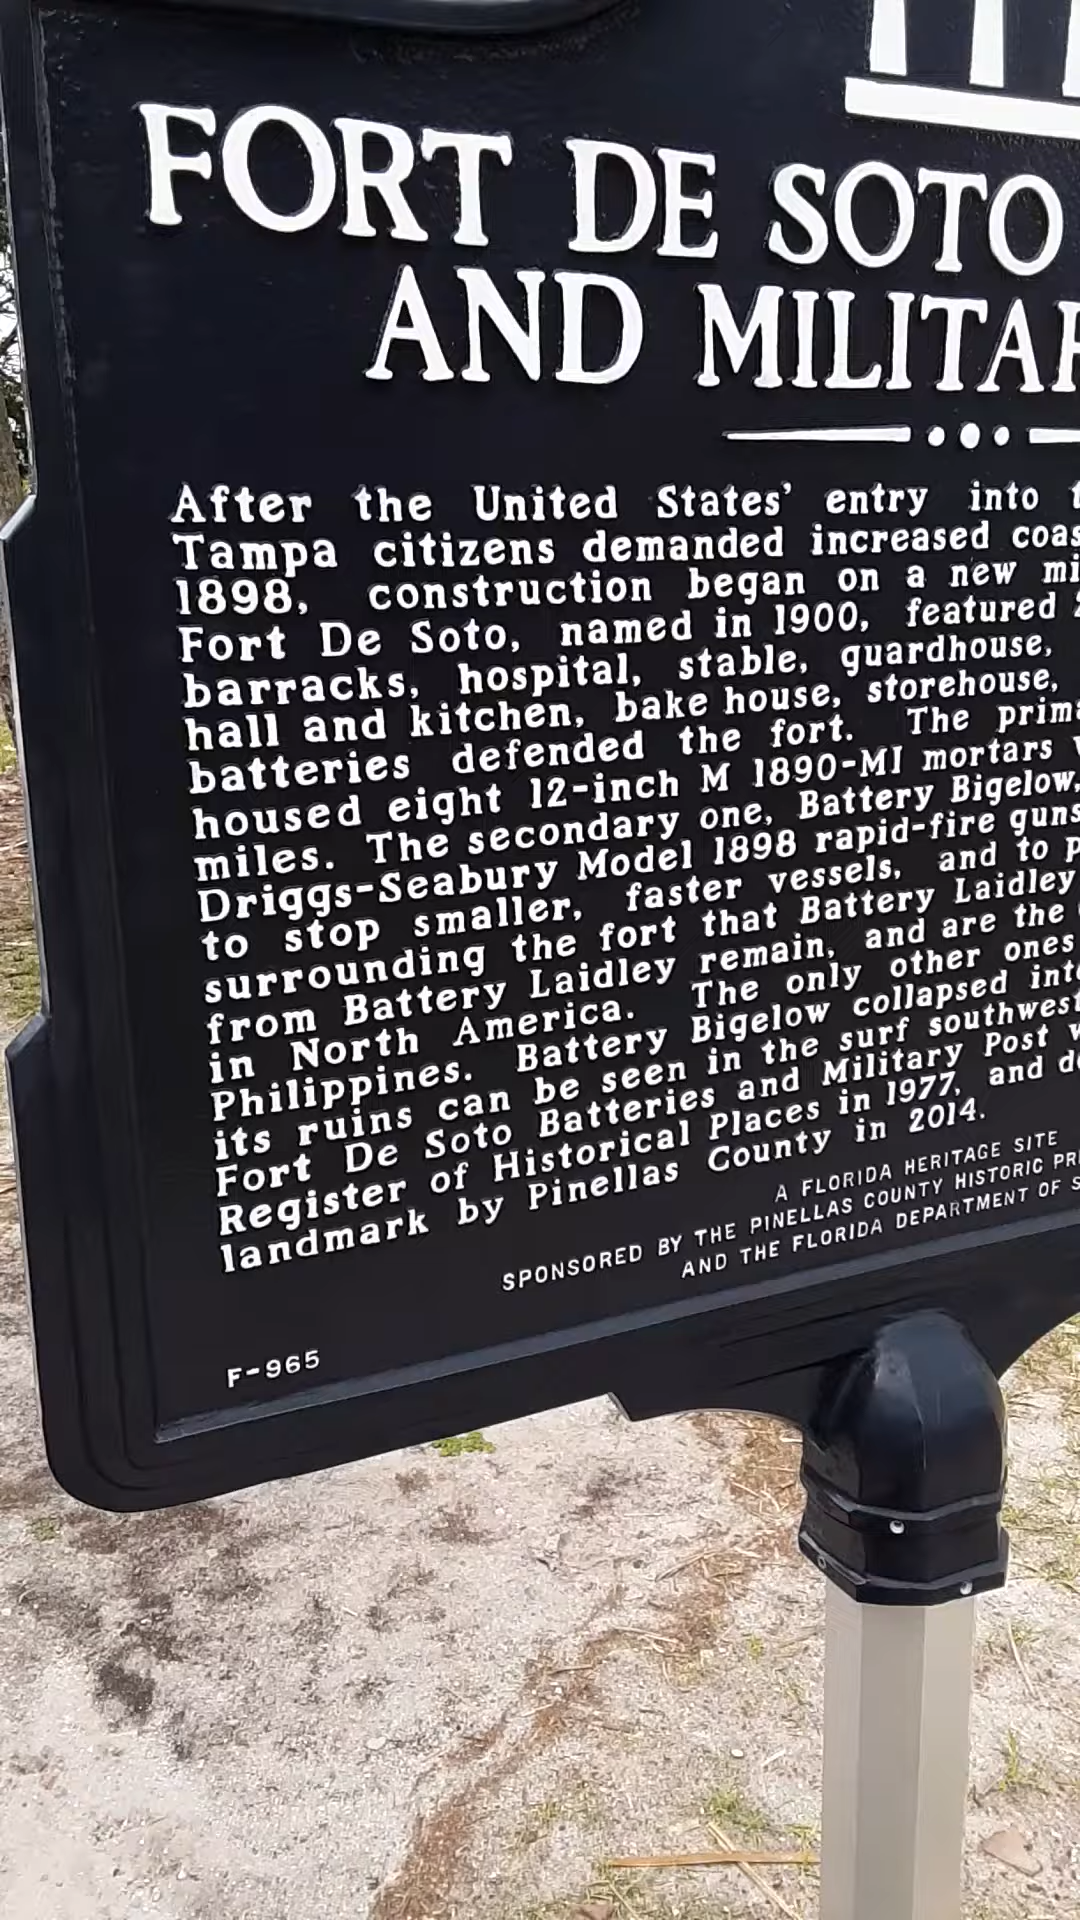 FORT DE SOTO
AND MILITAR
After the United States' entry into
Tampa citizens demanded increased coas
1898, construction began on a new mi
Fort De Soto, named in 1900, featured
barracks, hospital, stable, guardhouse,
hall and kitchen, bake house, storehouse,
batteries defended the fort. The prima
housed eight 12-inch M 1890-MI mortars
miles. The secondary one, Battery Bigelow,
Driggs-Seabury Model 1898 rapid-fire guns
to stop smaller, faster vessels, and to p
surrounding the fort that Battery Laidley
from Battery Laidley remain, and are the
in North America. The only other ones
Philippines. Battery Bigelow collapsed into
its ruins can be seen in the surf southwest
Fort De Soto Batteries and Military Post
Register of Historical Places in 1977, and de
landmark by Pinellas County in 2014.
A FLORIDA HERITAGE SITE
SPONSORED BY THE PINELLAS COUNTY HISTORIC PR
AND THE FLORIDA DEPARTMENT OF S
F-965